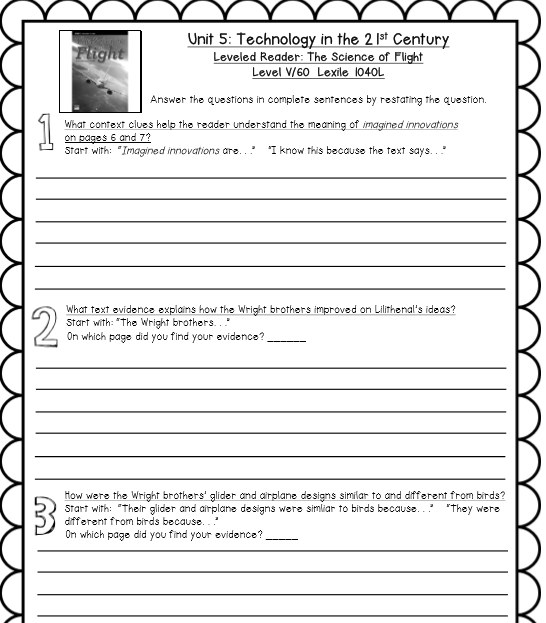 Unit 5: Technology in the 21st Century
Leveled Reader: The Science of Flight
Level V/60 Lexile 1040L
Flight
Answer the questions in complete sentences by restating the question.
1
What context clues help the reader understand the meaning of imagined innovations
on pages 6 and 7?
Start with: "Imagined innovations are. . ." "I know this because the text says. . ."
2
What text evidence explains how the Wright brothers improved on Lilithenal's ideas?
Start with: "The Wright brothers. . ."
On which page did you find your evidence? ______
3
How were the Wright brothers' glider and airplane designs similar to and different from birds?
Start with: "Their glider and airplane designs were similar to birds because. . ." "They were
different from birds because. . ."
On which page did you find your evidence? _____